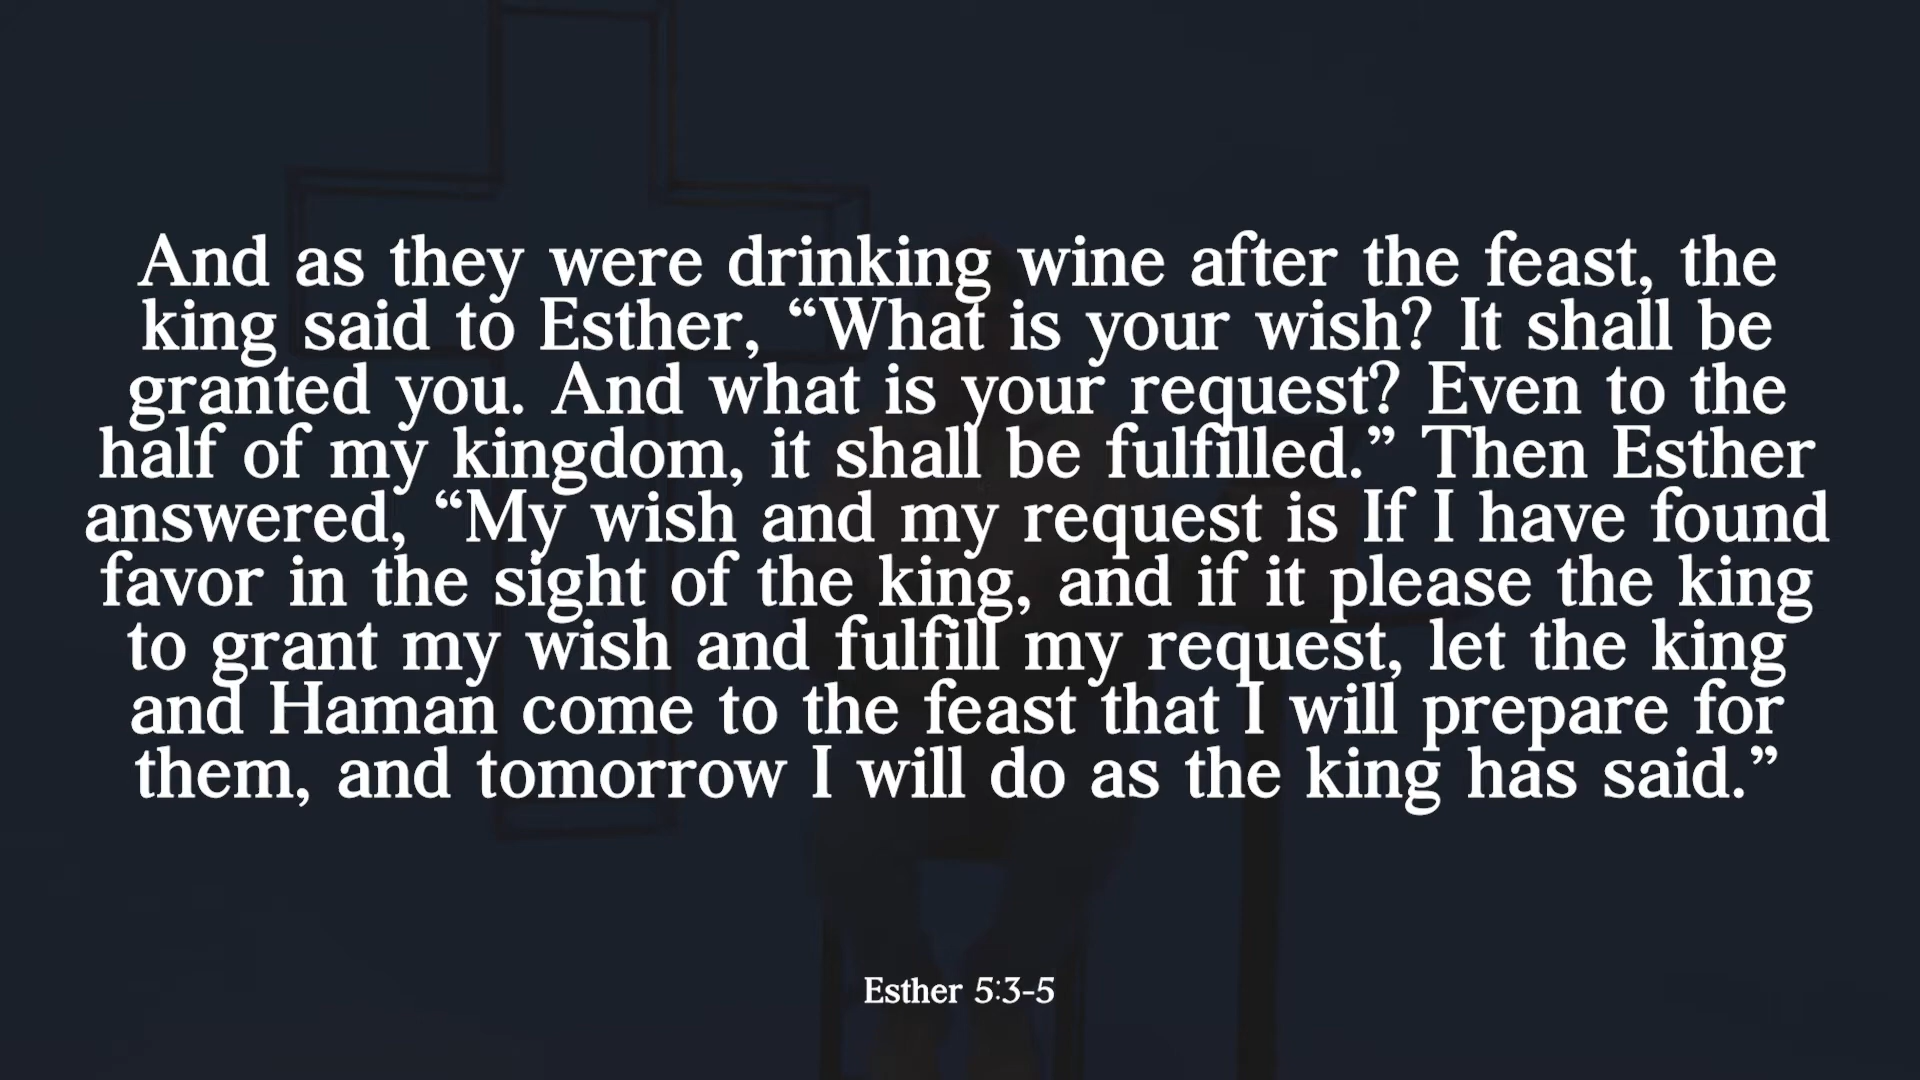 And as they were drinking wine after the feast, the
king said to Esther, “What is your wish? It shall be
granted you. And what is your request? Even to the
half of my kingdom, it shall be fulfilled.” Then Esther
answered, “My wish and my request is If I have found
favor in the sight of the king, and if it please the king
to grant my wish and fulfill my request, let the king
and Haman come to the feast that I will prepare for
them, and tomorrow I will do as the king has said.”
Esther 5:3-5